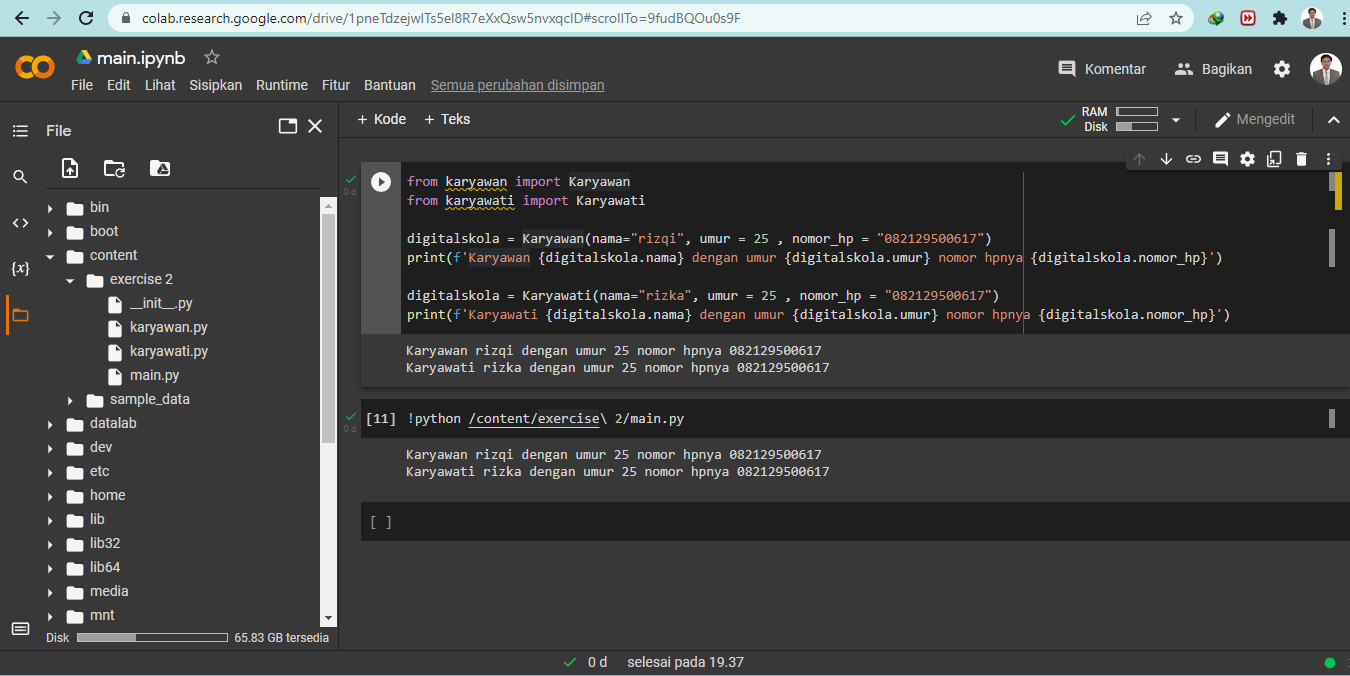 colab.research.google.com/drive/1pneTdzejwlTs5el8R7eXxQsw5nvxqcID#scrollTo=9fudBQOu0s9F
main.ipynb
File Edit Lihat Sisipkan Runtime Fitur Bantuan Semua perubahan disimpan
Komentar Bagikan
File
+ Kode + Teks
RAM
Disk
Mengedit
bin
boot
content
exercise 2
__init__.py
karyawan.py
karyawati.py
main.py
sample_data
datalab
dev
etc
home
lib
lib32
lib64
media
mnt
Disk 65.83 GB tersedia
0 d
from karyawan import Karyawan
from karyawati import Karyawati
digitalskola = Karyawan(nama="rizqi", umur = 25 , nomor_hp = "082129500617")
print(f'Karyawan {digitalskola.nama} dengan umur {digitalskola.umur} nomor hpnya {digitalskola.nomor_hp}')
digitalskola = Karyawati(nama="rizka", umur = 25 , nomor_hp = "082129500617")
print(f'Karyawati {digitalskola.nama} dengan umur {digitalskola.umur} nomor hpnya {digitalskola.nomor_hp}')
Karyawan rizqi dengan umur 25 nomor hpnya 082129500617
Karyawati rizka dengan umur 25 nomor hpnya 082129500617
0 d
[11] !python /content/exercise\ 2/main.py
Karyawan rizqi dengan umur 25 nomor hpnya 082129500617
Karyawati rizka dengan umur 25 nomor hpnya 082129500617
[ ]
0 d selesai pada 19.37